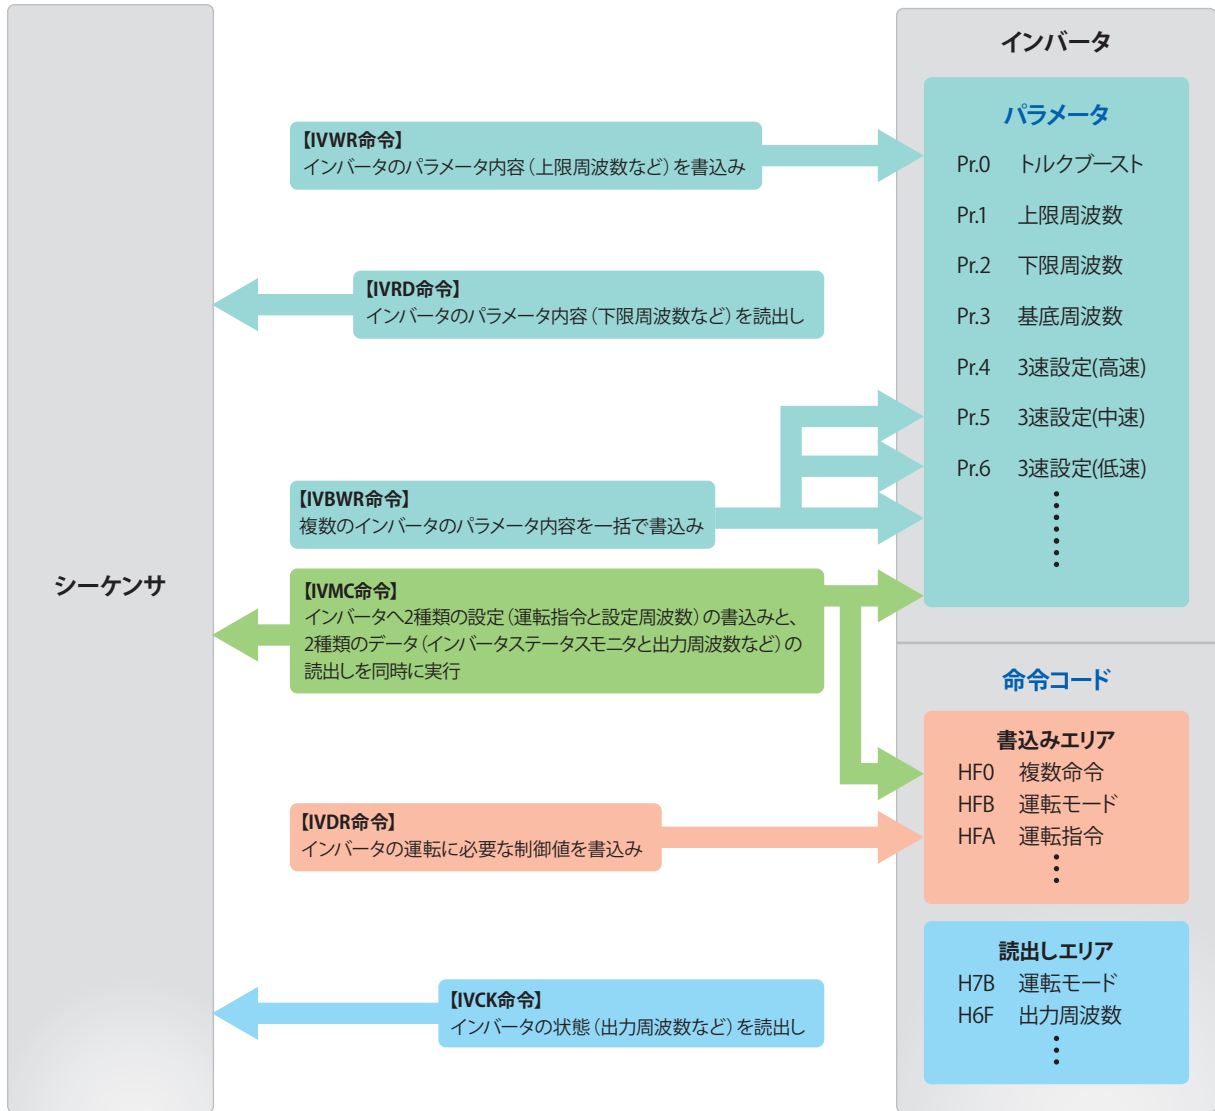 シーケンサ
【IVWR命令】
インバータのパラメータ内容（上限周波数など）を書込み
【IVRD命令】
インバータのパラメータ内容（下限周波数など）を読出し
【IVBWR命令】
複数のインバータのパラメータ内容を一括で書込み
【IVMC命令】
インバータへ2種類の設定（運転指令と設定周波数）の書込みと、
2種類のデータ（インバータステータスモニタと出力周波数など）の
読出しを同時に実行
【IVDR命令】
インバータの運転に必要な制御値を書込み
【IVCK命令】
インバータの状態（出力周波数など）を読出し
インバータ
パラメータ
Pr.0 トルクブースト
Pr.1 上限周波数
Pr.2 下限周波数
Pr.3 基底周波数
Pr.4 3速設定(高速)
Pr.5 3速設定(中速)
Pr.6 3速設定(低速)
命令コード
書込みエリア
HF0 複数命令
HFB 運転モード
HFA 運転指令
読出しエリア
H7B 運転モード
H6F 出力周波数